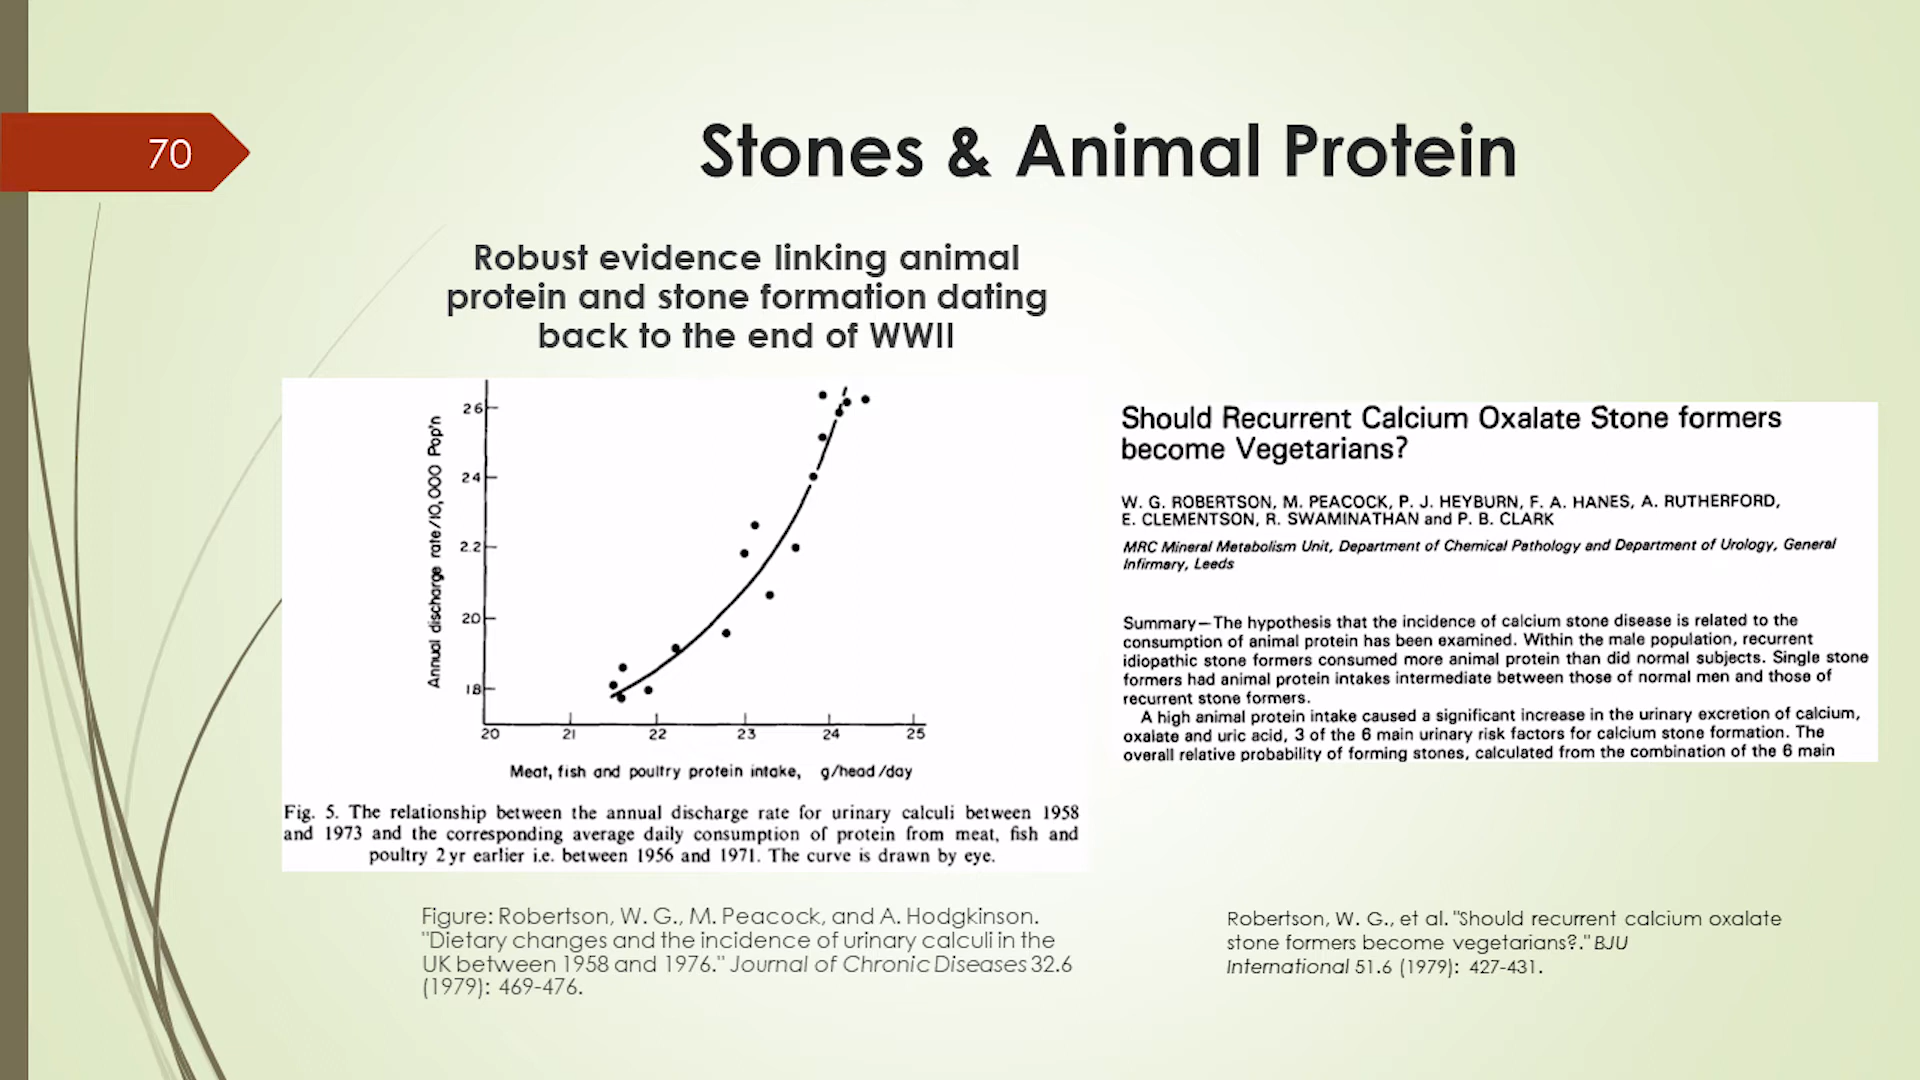 70
Stones & Animal Protein
Robust evidence linking animal
protein and stone formation dating
back to the end of WWII
Annual discharge rate/10,000 Pop'n
26
24
2.2
20
18
20 21 22 23 24 25
Meat, fish and poultry protein intake, g/head/day
Fig. 5. The relationship between the annual discharge rate for urinary calculi between 1958
and 1973 and the corresponding average daily consumption of protein from meat, fish and
poultry 2 yr earlier i.e. between 1956 and 1971. The curve is drawn by eye.
Figure: Robertson, W. G., M. Peacock, and A. Hodgkinson.
"Dietary changes and the incidence of urinary calculi in the
UK between 1958 and 1976." Journal of Chronic Diseases 32.6
(1979): 469-476.
Should Recurrent Calcium Oxalate Stone formers
become Vegetarians?
W. G. ROBERTSON, M. PEACOCK, P. J. HEYBURN, F. A. HANES, A. RUTHERFORD,
E. CLEMENTSON, R. SWAMINATHAN and P. B. CLARK
MRC Mineral Metabolism Unit, Department of Chemical Pathology and Department of Urology, General
Infirmary, Leeds
Summary—The hypothesis that the incidence of calcium stone disease is related to the
consumption of animal protein has been examined. Within the male population, recurrent
idiopathic stone formers consumed more animal protein than did normal subjects. Single stone
formers had animal protein intakes intermediate between those of normal men and those of
recurrent stone formers.
A high animal protein intake caused a significant increase in the urinary excretion of calcium,
oxalate and uric acid, 3 of the 6 main urinary risk factors for calcium stone formation. The
overall relative probability of forming stones, calculated from the combination of the 6 main
Robertson, W. G., et al. "Should recurrent calcium oxalate
stone formers become vegetarians?." BJU
International 51.6 (1979): 427-431.